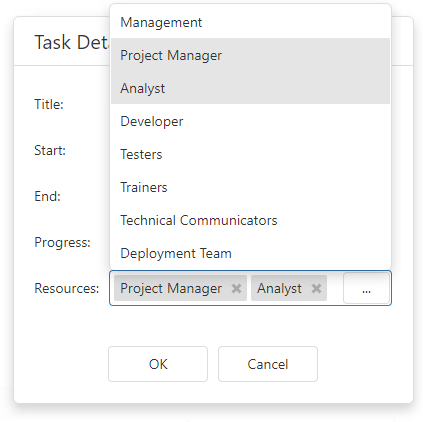 Management
Task Deta
Project Manager
Analyst
Title:
Developer
Start:
Testers
Trainers
End:
Technical Communicators
Progress:
Deployment Team
Resources: Project Manager × Analyst × ...
OK Cancel